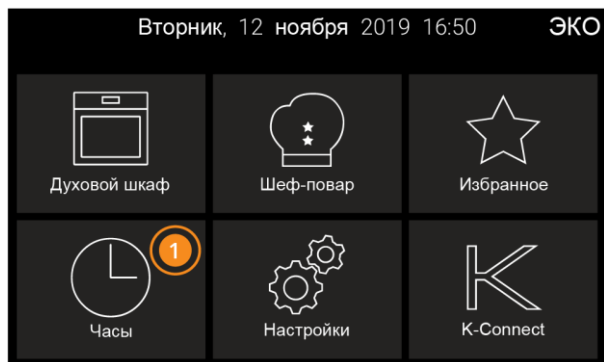 Вторник, 12 ноября 2019 16:50 ЭКО
Духовой шкаф Шеф-повар Избранное
1
Часы Настройки K-Connect